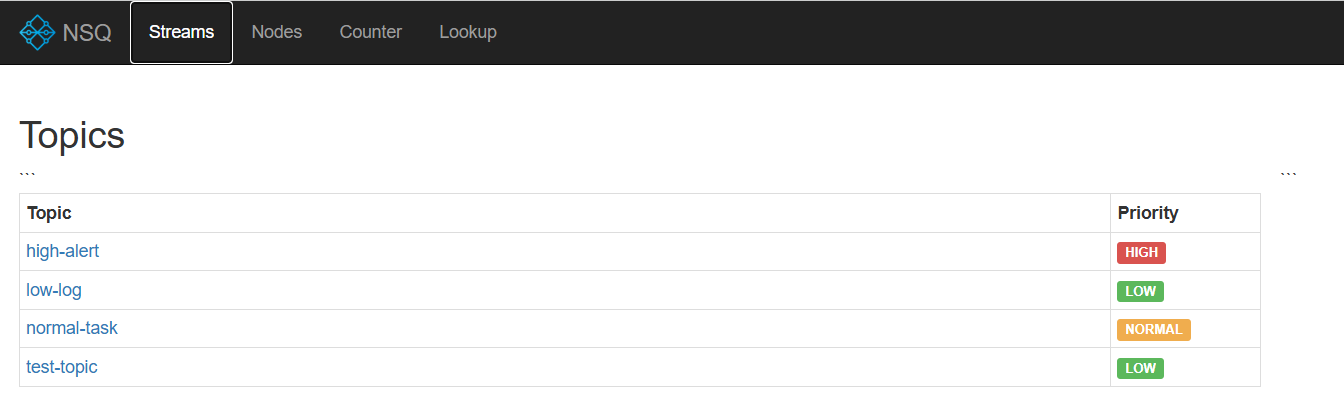 NSQ Streams Nodes Counter Lookup
Topics
``` ```
Topic Priority
high-alert HIGH
low-log LOW
normal-task NORMAL
test-topic LOW